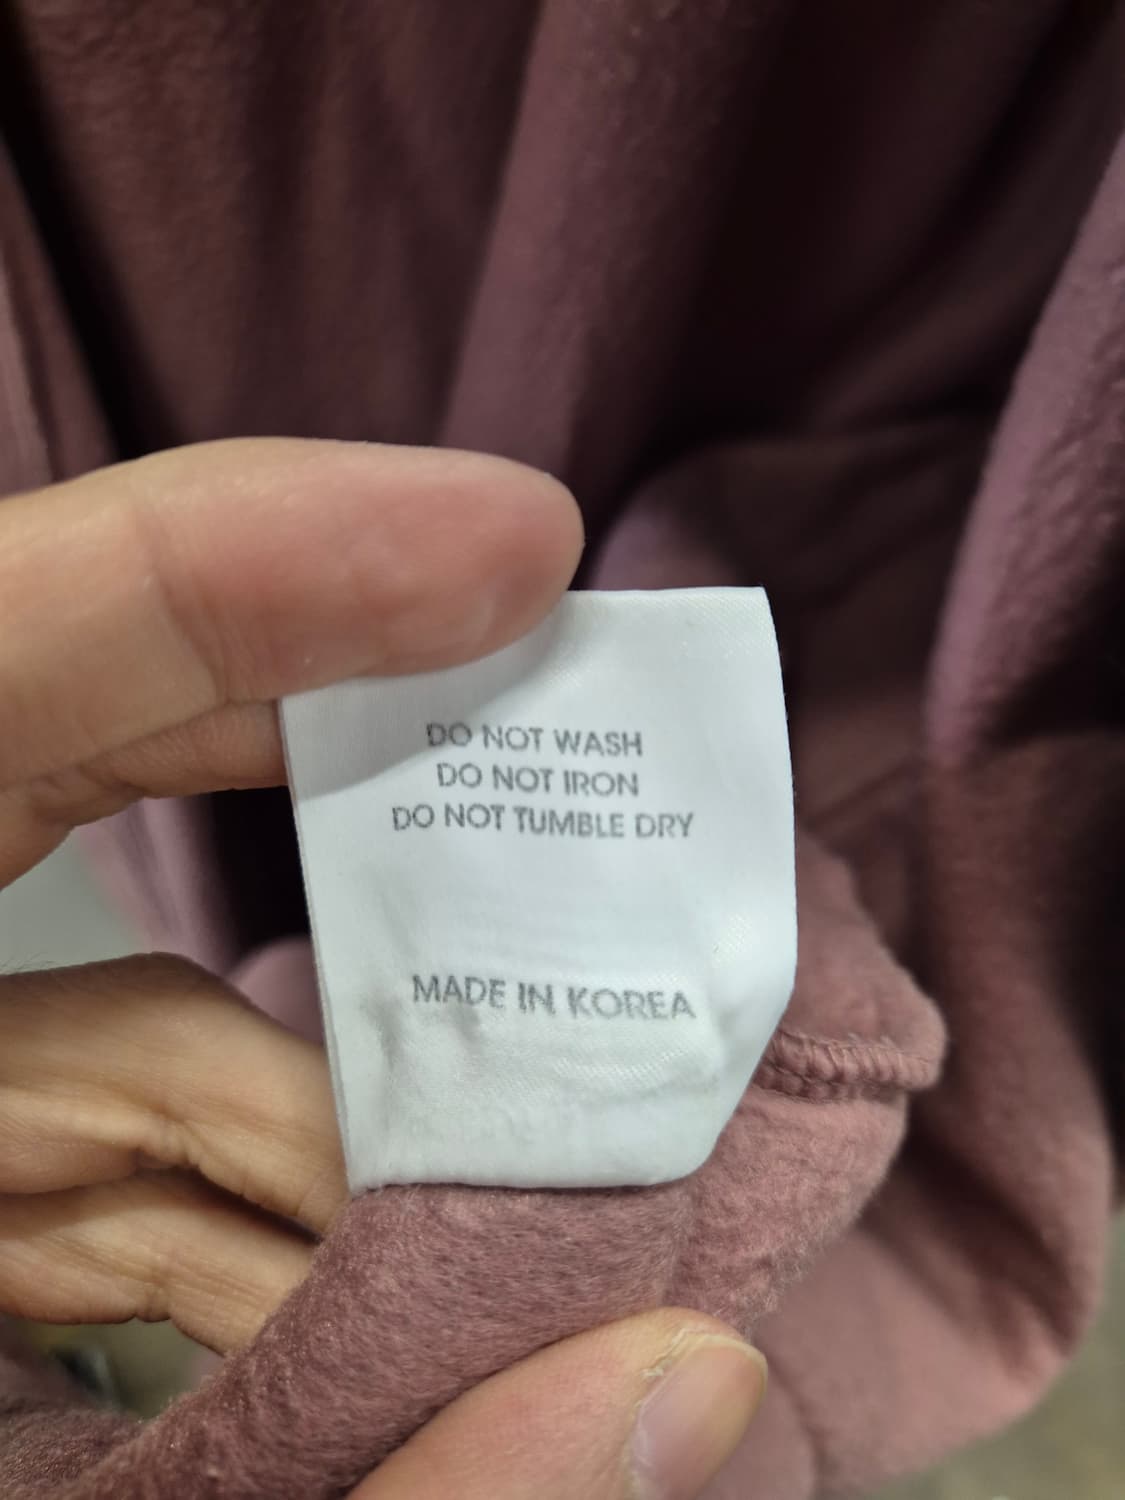 DO NOT WASH
DO NOT IRON
DO NOT TUMBLE DRY
MADE IN KOREA